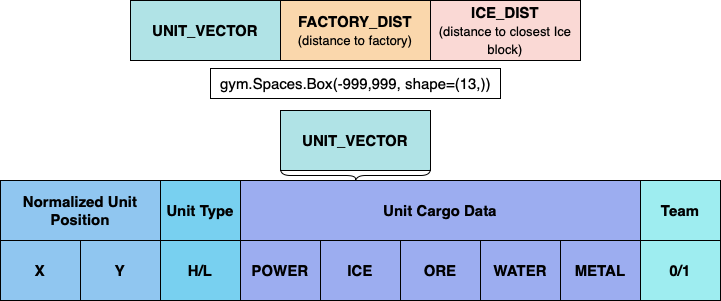 UNIT_VECTOR
FACTORY_DIST
(distance to factory)
ICE_DIST
(distance to closest Ice
block)
gym.Spaces.Box(-999,999, shape=(13,))
UNIT_VECTOR
Normalized Unit
Position
Unit Type
Unit Cargo Data
Team
X
Y
H/L
POWER
ICE
ORE
WATER
METAL
0/1